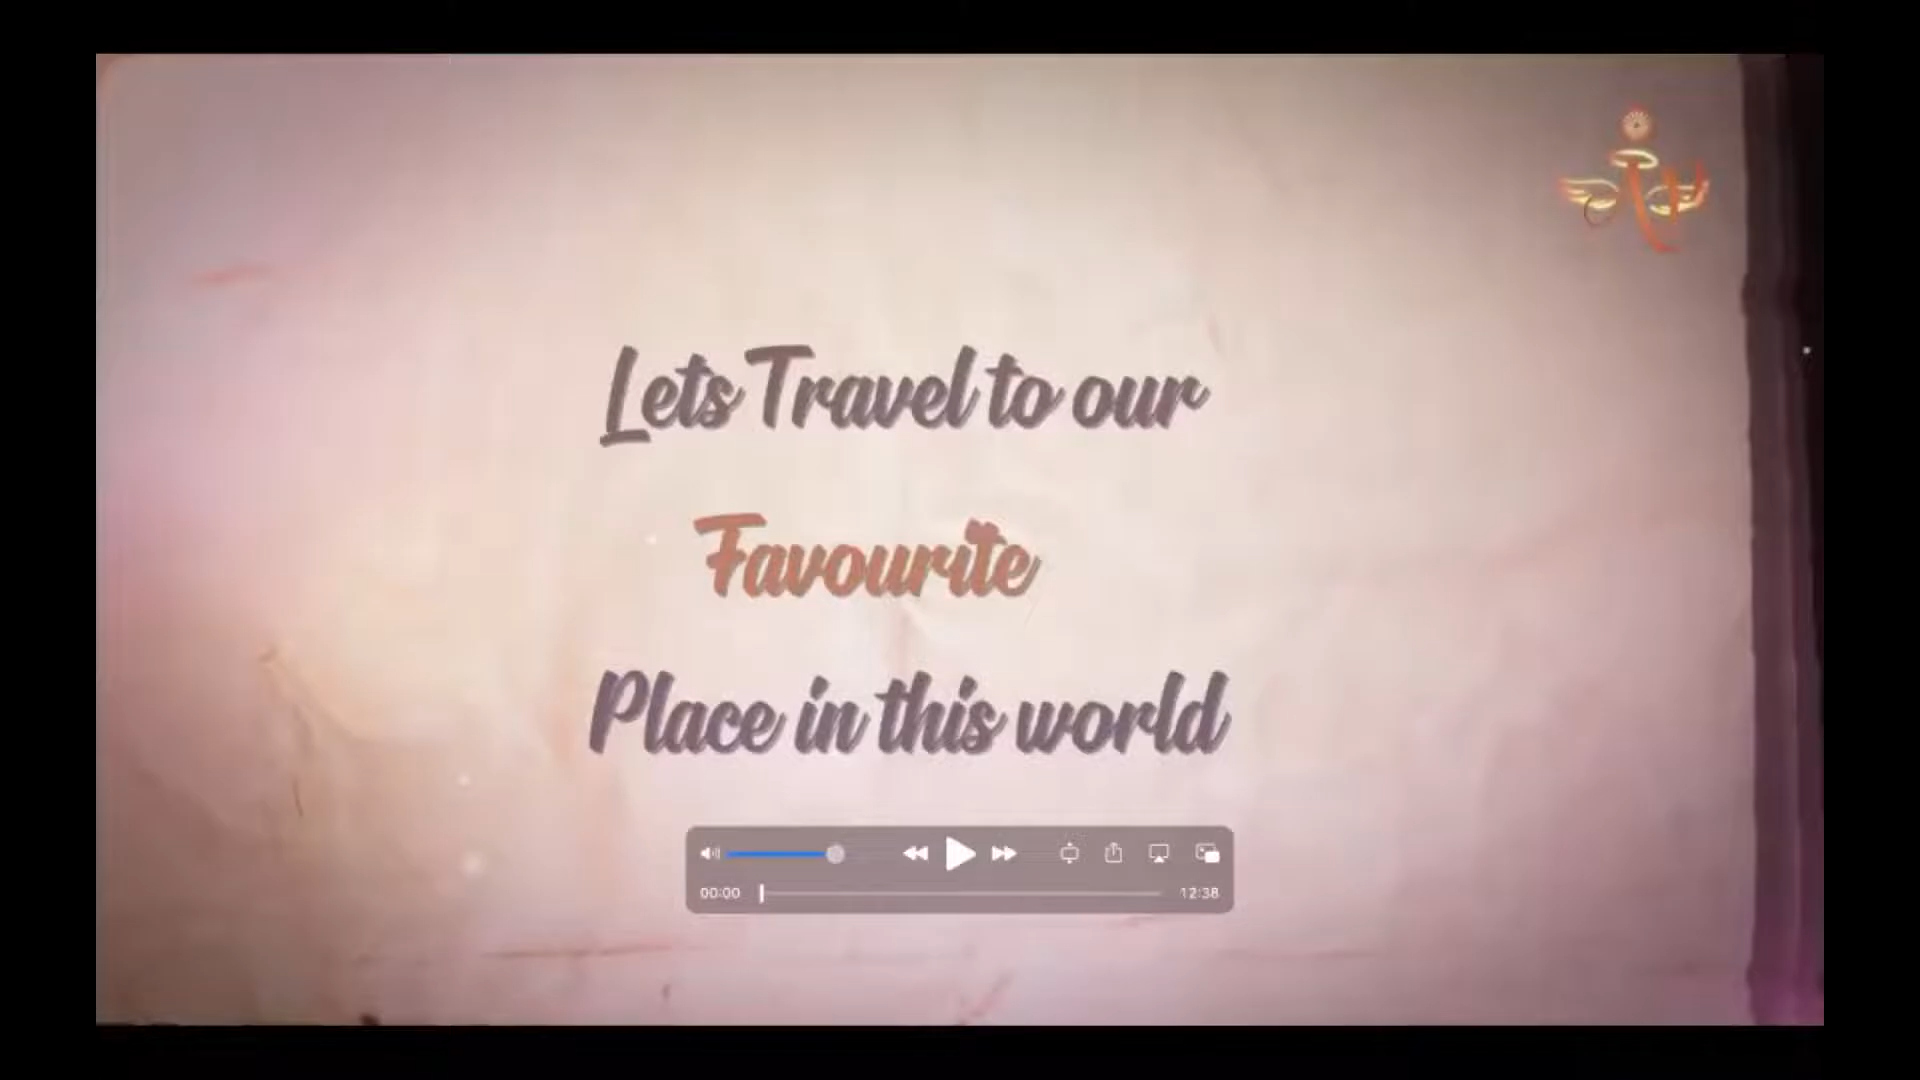 Lets Travel to our
Favourite
Place in this world
00:00
12:38